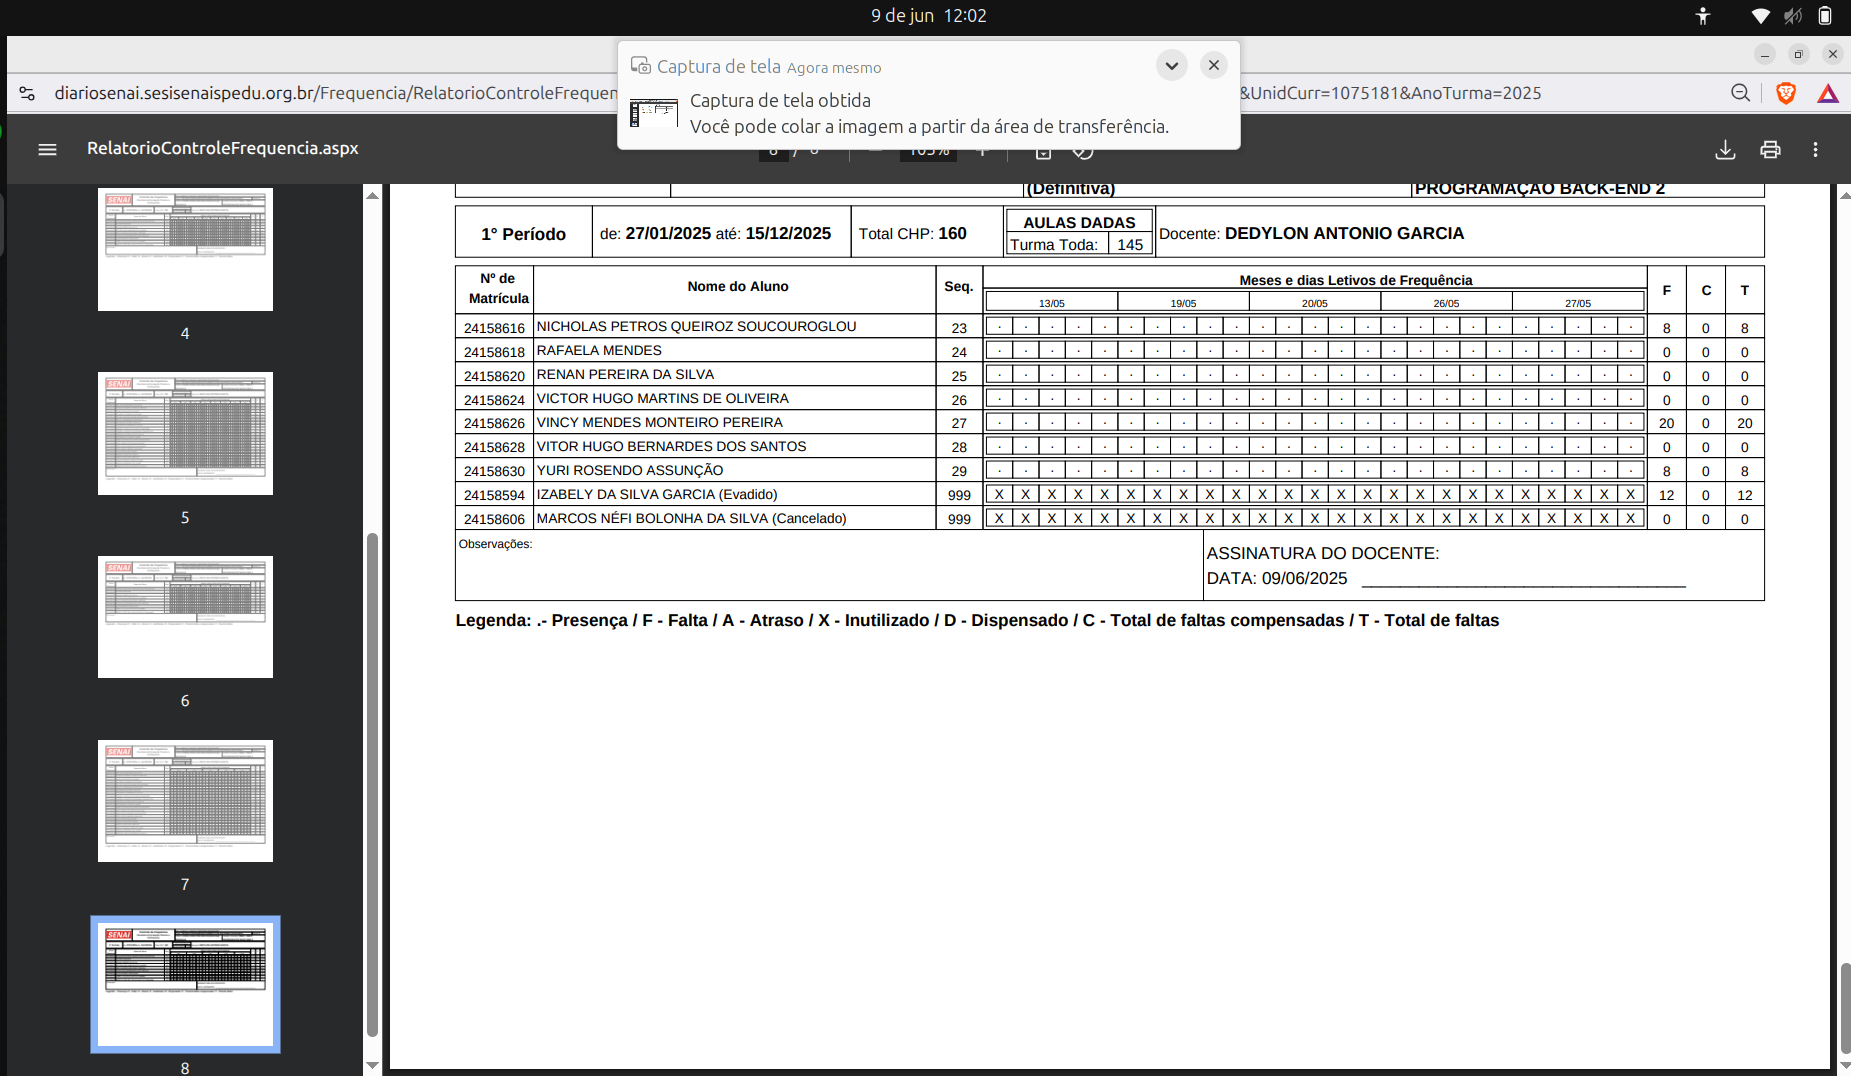 9 de jun 12:02
Captura de tela Agora mesmo
Captura de tela obtida
Você pode colar a imagem a partir da área de transferência.
diariosenai.sesisenaispedu.org.br/Frequencia/RelatorioControleFrequen
&UnidCurr=1075181&AnoTurma=2025
RelatorioControleFrequencia.aspx
4
5
6
7
8
(Definitiva) PROGRAMAÇÃO BACK-END 2
1° Período de: 27/01/2025 até: 15/12/2025 Total CHP: 160 AULAS DADAS Turma Toda: 145 Docente: DEDYLON ANTONIO GARCIA
Nº de Matrícula Nome do Aluno Seq. Meses e dias Letivos de Frequência F C T
13/05 19/05 20/05 26/05 27/05
24158616 NICHOLAS PETROS QUEIROZ SOUCOUROGLOU 23 . . . . . . . . . . . . . . . . . . . . . . . . . 8 0 8
24158618 RAFAELA MENDES 24 . . . . . . . . . . . . . . . . . . . . . . . . . 0 0 0
24158620 RENAN PEREIRA DA SILVA 25 . . . . . . . . . . . . . . . . . . . . . . . . . 0 0 0
24158624 VICTOR HUGO MARTINS DE OLIVEIRA 26 . . . . . . . . . . . . . . . . . . . . . . . . . 0 0 0
24158626 VINCY MENDES MONTEIRO PEREIRA 27 . . . . . . . . . . . . . . . . . . . . . . . . . 20 0 20
24158628 VITOR HUGO BERNARDES DOS SANTOS 28 . . . . . . . . . . . . . . . . . . . . . . . . . 0 0 0
24158630 YURI ROSENDO ASSUNÇÃO 29 . . . . . . . . . . . . . . . . . . . . . . . . . 8 0 8
24158594 IZABELY DA SILVA GARCIA (Evadido) 999 X X X X X X X X X X X X X X X X X X X X X X X X X 12 0 12
24158606 MARCOS NÉFI BOLONHA DA SILVA (Cancelado) 999 X X X X X X X X X X X X X X X X X X X X X X X X X 0 0 0
Observações:
ASSINATURA DO DOCENTE:
DATA: 09/06/2025
Legenda: .- Presença / F - Falta / A - Atraso / X - Inutilizado / D - Dispensado / C - Total de faltas compensadas / T - Total de faltas